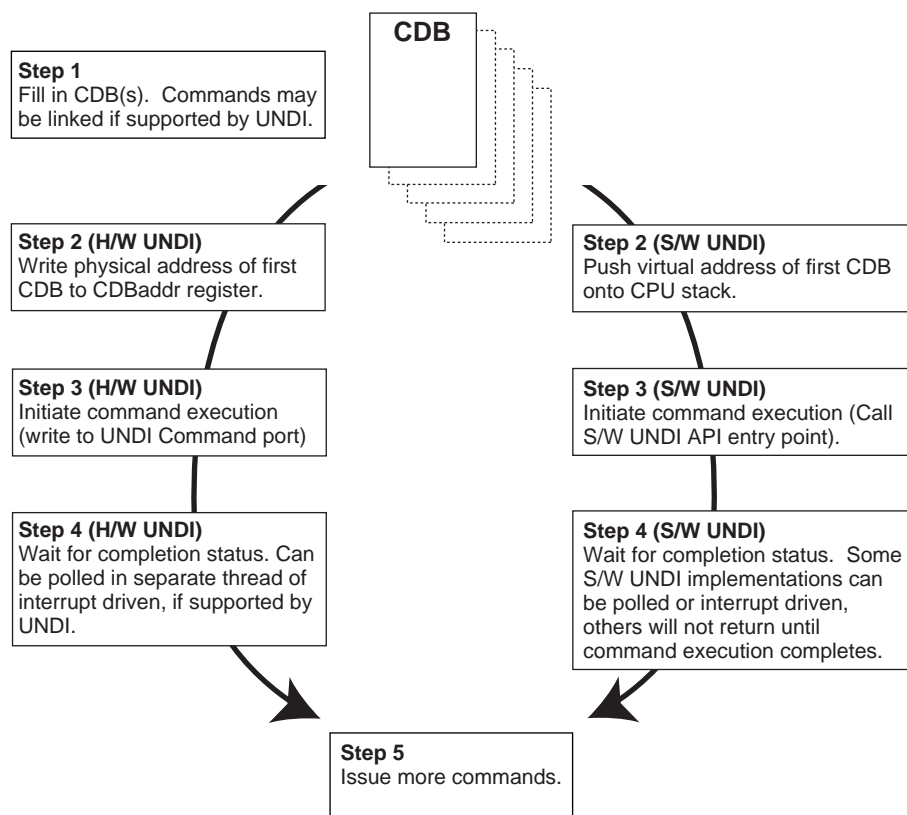 CDB
Step 1
Fill in CDB(s).  Commands may
be linked if supported by UNDI.
Step 2 (H/W UNDI)
Write physical address of first
CDB to CDBaddr register.
Step 2 (S/W UNDI)
Push virtual address of first CDB
onto CPU stack.
Step 3 (H/W UNDI)
Initiate command execution
(write to UNDI Command port)
Step 3 (S/W UNDI)
Initiate command execution (Call
S/W UNDI API entry point).
Step 4 (H/W UNDI)
Wait for completion status. Can
be polled in separate thread of
interrupt driven, if supported by
UNDI.
Step 4 (S/W UNDI)
Wait for completion status.  Some
S/W UNDI implementations can
be polled or interrupt driven,
others will not return until
command execution completes.
Step 5
Issue more commands.